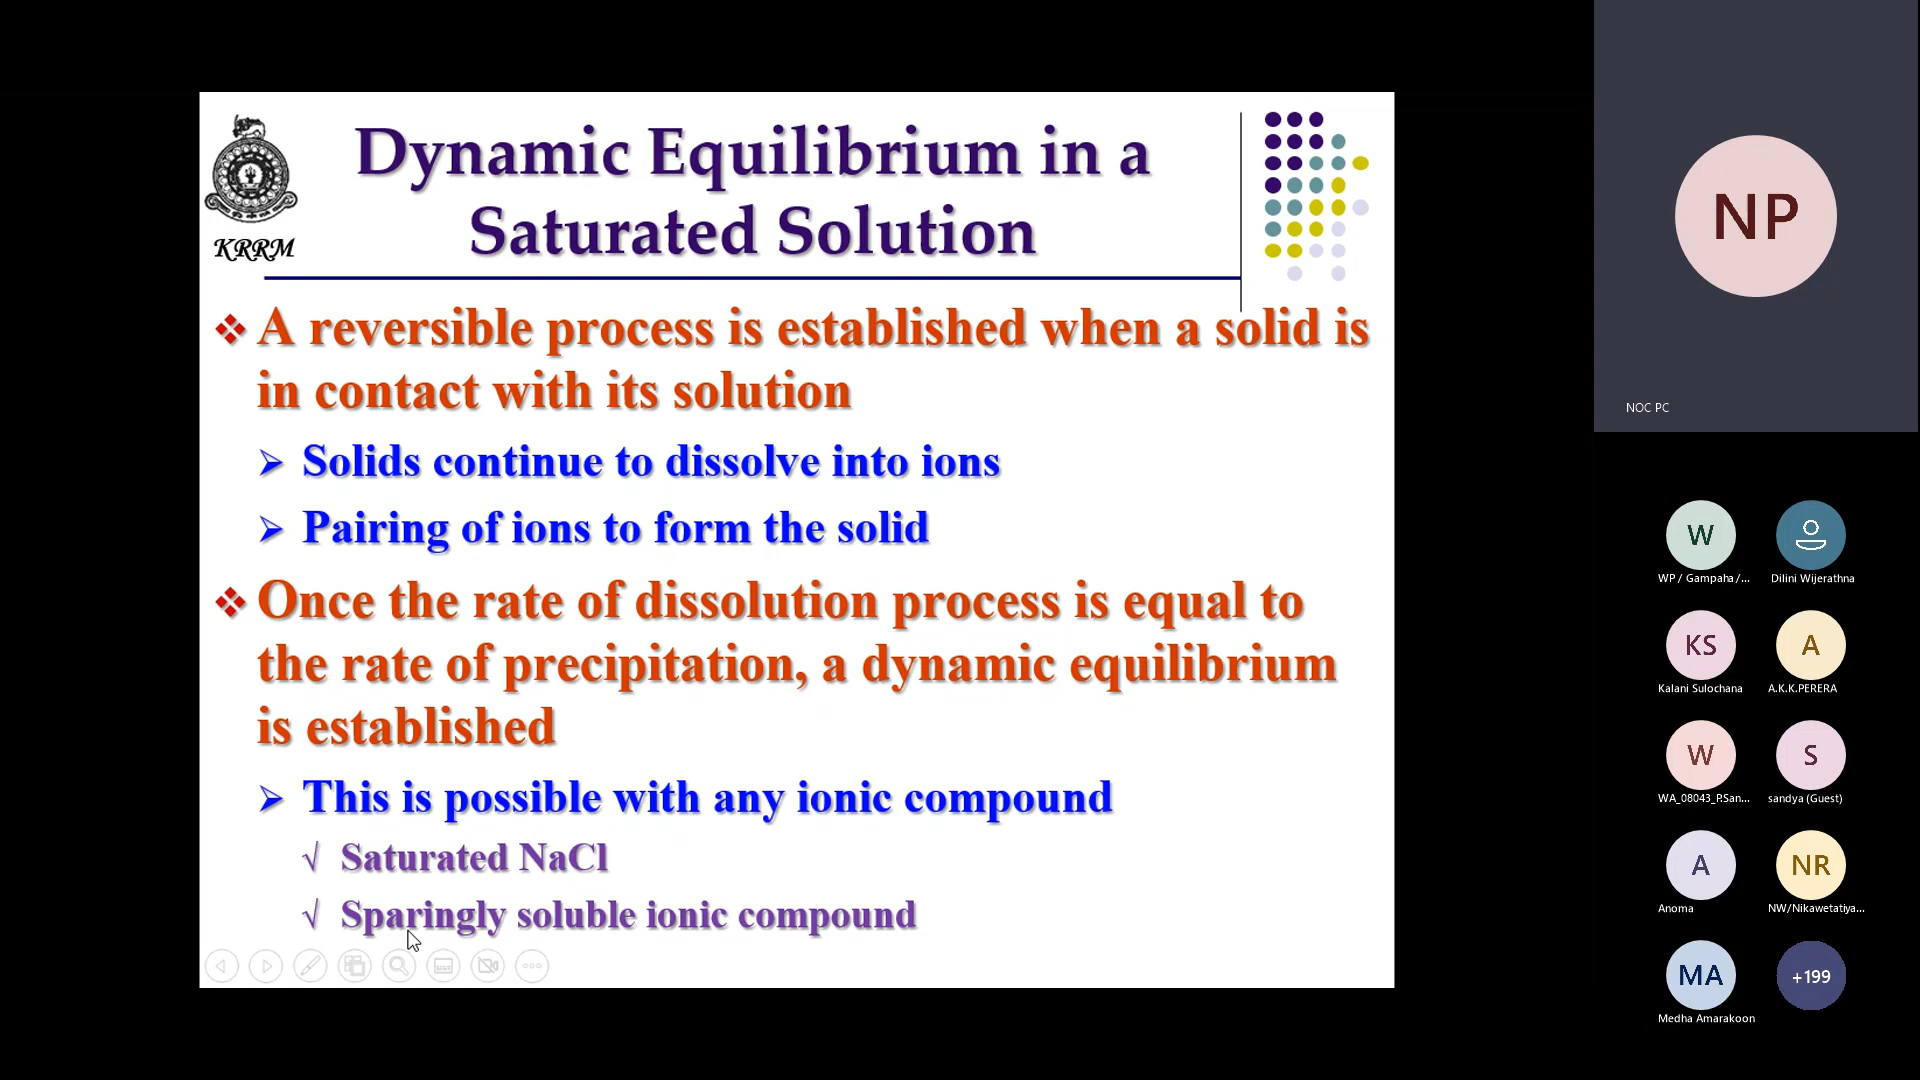 Dynamic Equilibrium in a
Saturated Solution
KRRM
A reversible process is established when a solid is
in contact with its solution
Solids continue to dissolve into ions
Pairing of ions to form the solid
Once the rate of dissolution process is equal to
the rate of precipitation, a dynamic equilibrium
is established
This is possible with any ionic compound
√ Saturated NaCl
√ Sparingly soluble ionic compound
NP
NOC PC
W
WP / Gampaha /...
Dilini Wijerathna
KS
Kalani Sulochana
A
A.K.K.PERERA
W
WA_08043_P.San...
S
sandya (Guest)
A
Anoma
NR
NW/Nikawetatiya...
MA
Medha Amarakoon
+199